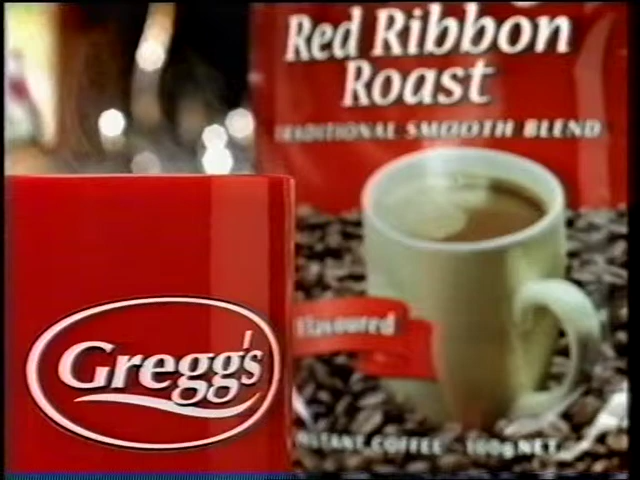 Red Ribbon
Roast
TRADITIONAL SMOOTH BLEND
Gregg's
Flavoured
INSTANT COFFEE 100g NET